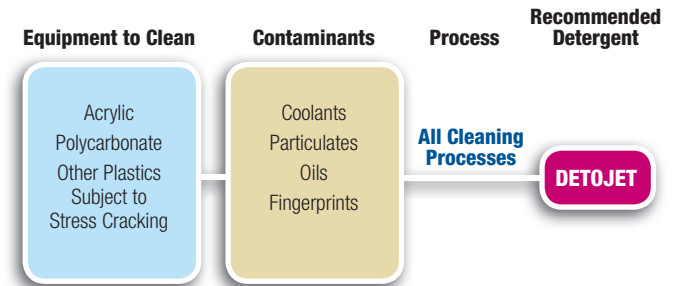 Equipment to Clean
Contaminants
Process
Recommended
Detergent
Acrylic
Polycarbonate
Other Plastics
Subject to
Stress Cracking
Coolants
Particulates
Oils
Fingerprints
All Cleaning
Processes
DETOJET